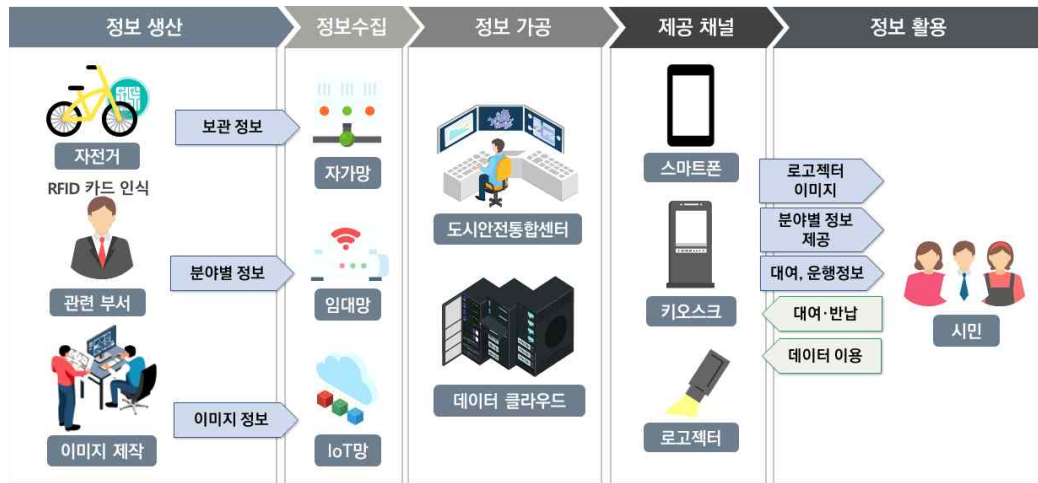 정보 생산
정보수집
정보 가공
제공 채널
정보 활용
보관 정보
자전거
RFID 카드 인식
분야별 정보
관련 부서
이미지 정보
이미지 제작
자가망
임대망
IoT망
도시안전통합센터
데이터 클라우드
스마트폰
키오스크
로고젝터
로고젝터
이미지
분야별 정보
제공
대여, 운행정보
대여·반납
데이터 이용
시민